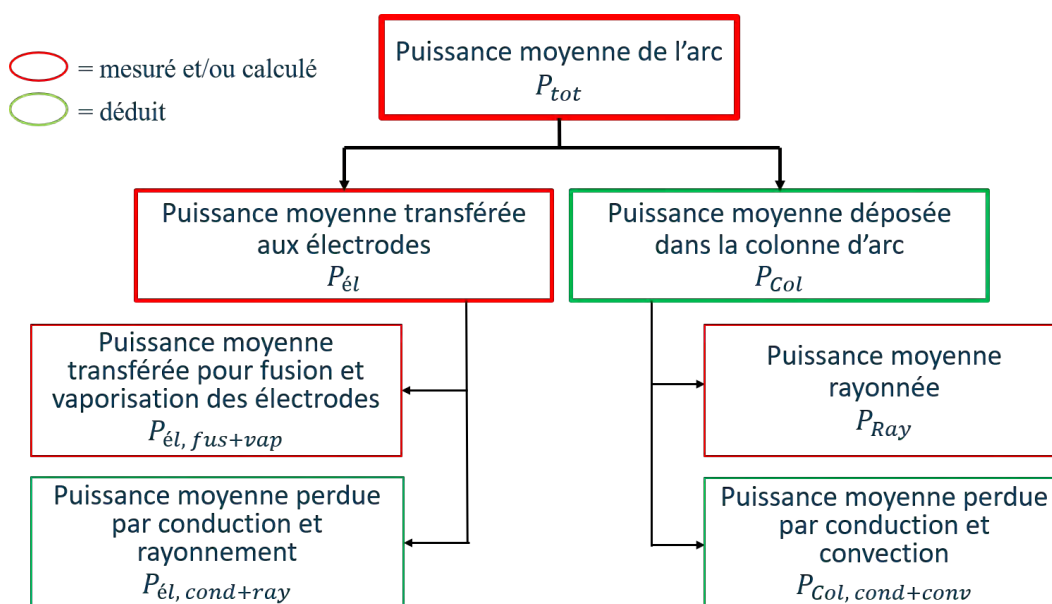 Puissance moyenne de l'arc
P_tot
= mesuré et/ou calculé
= déduit
Puissance moyenne transférée
aux électrodes
P_él
Puissance moyenne déposée
dans la colonne d'arc
P_Col
Puissance moyenne
transférée pour fusion et
vaporisation des électrodes
P_él, fus+vap
Puissance moyenne
rayonnée
P_Ray
Puissance moyenne perdue
par conduction et
rayonnement
P_él, cond+ray
Puissance moyenne perdue
par conduction et
convection
P_Col, cond+conv